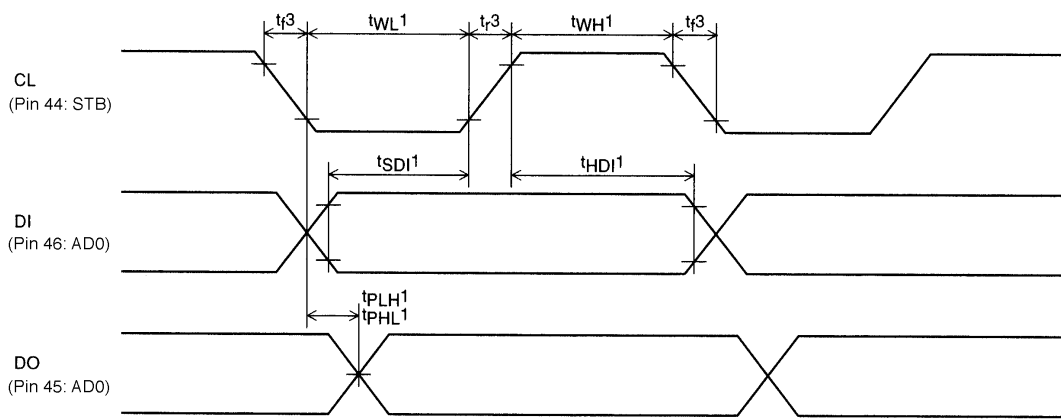 tf3 tWL1 tr3 tWH1 tf3
CL
(Pin 44: STB)
tSDI1 tHDI1
DI
(Pin 46: AD0)
tPLH1
tPHL1
DO
(Pin 45: AD0)